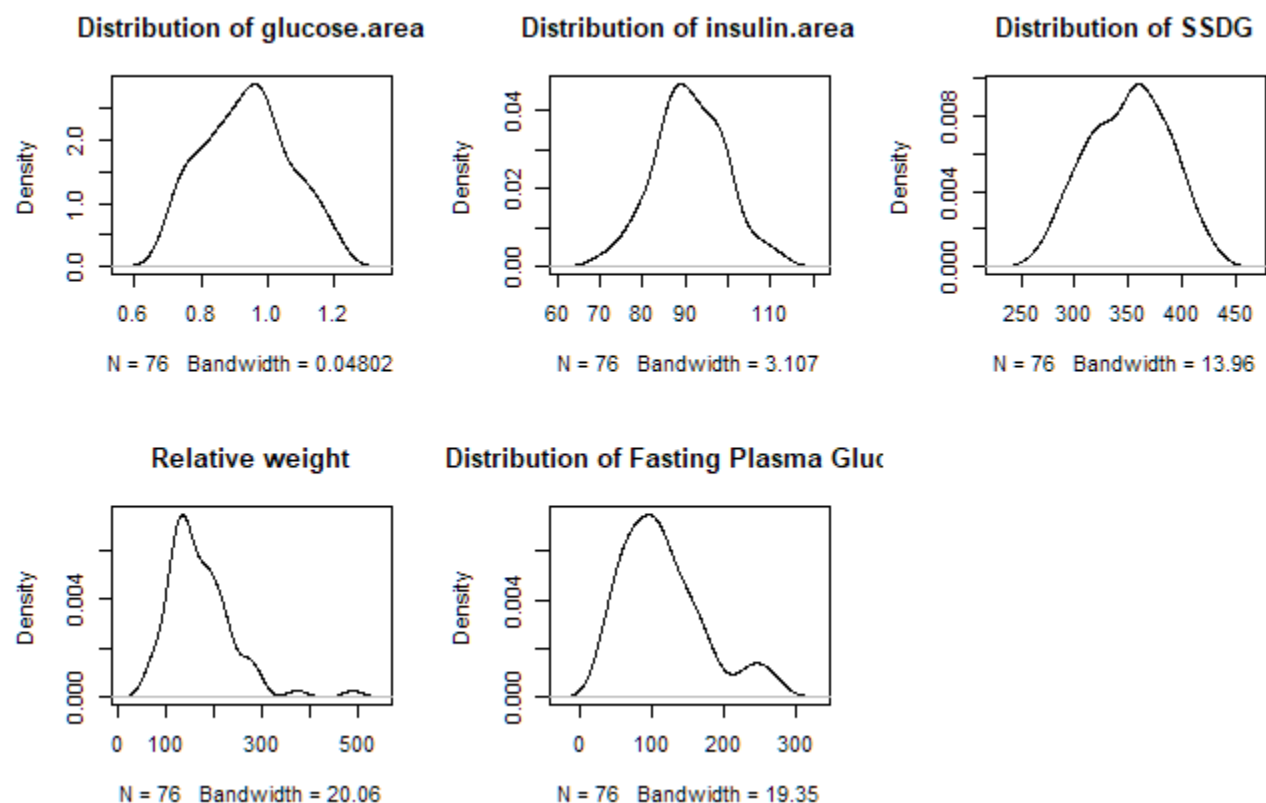 Distribution of glucose.area
Density
0.0 1.0 2.0
0.6 0.8 1.0 1.2
N = 76 Bandwidth = 0.04802
Distribution of insulin.area
Density
0.00 0.02 0.04
60 70 80 90 110
N = 76 Bandwidth = 3.107
Distribution of SSDG
Density
0.000 0.004 0.008
250 300 350 400 450
N = 76 Bandwidth = 13.96
Relative weight
Density
0.000 0.004
0 100 300 500
N = 76 Bandwidth = 20.06
Distribution of Fasting Plasma Gluc
Density
0.000 0.004
0 100 200 300
N = 76 Bandwidth = 19.35